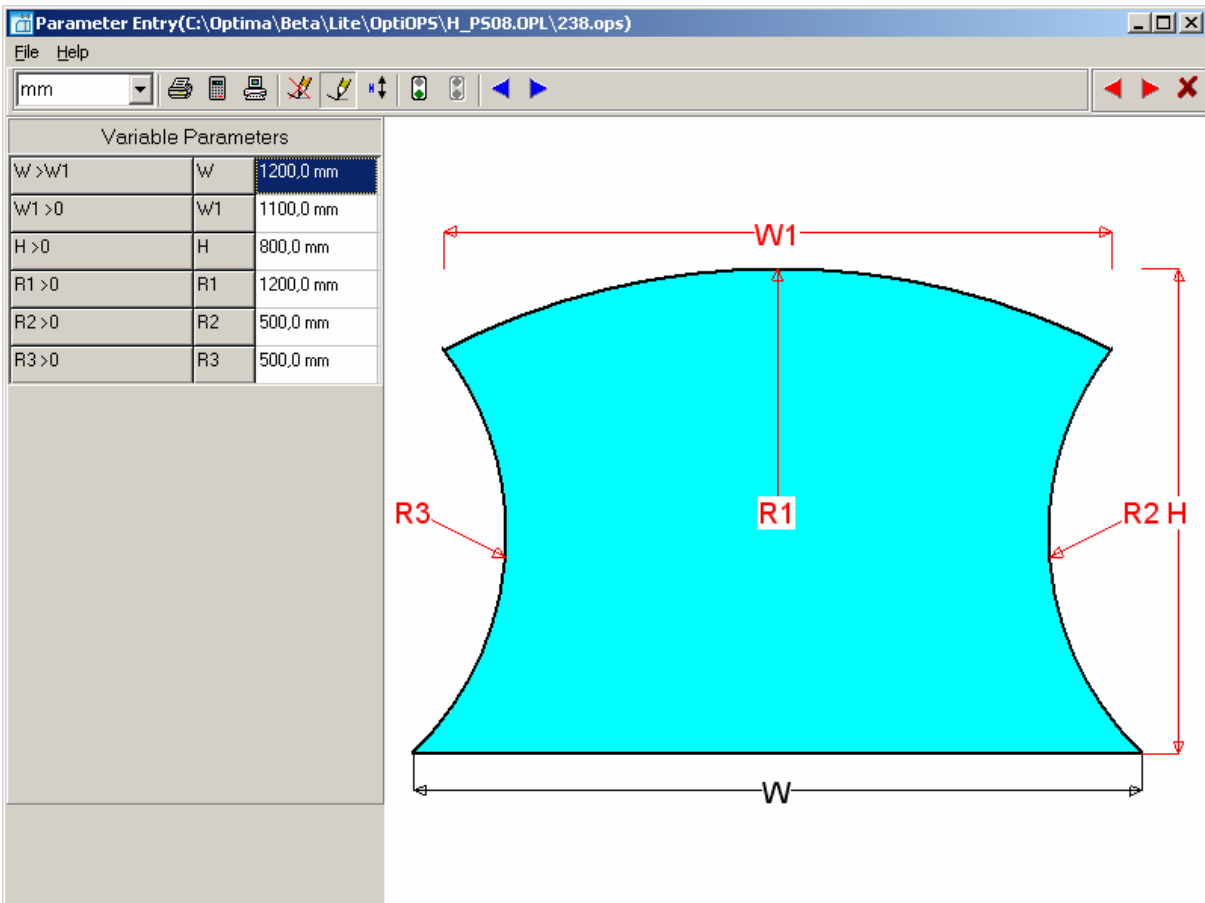 Parameter Entry(C:\Optima\Beta\Lite\OptiOPS\H_PS08.OPL\238.ops)
File Help
mm
Variable Parameters
W >W1 W 1200,0 mm
W1 >0 W1 1100,0 mm
H >0 H 800,0 mm
R1 >0 R1 1200,0 mm
R2 >0 R2 500,0 mm
R3 >0 R3 500,0 mm
W1
R3 R1 R2 H
W